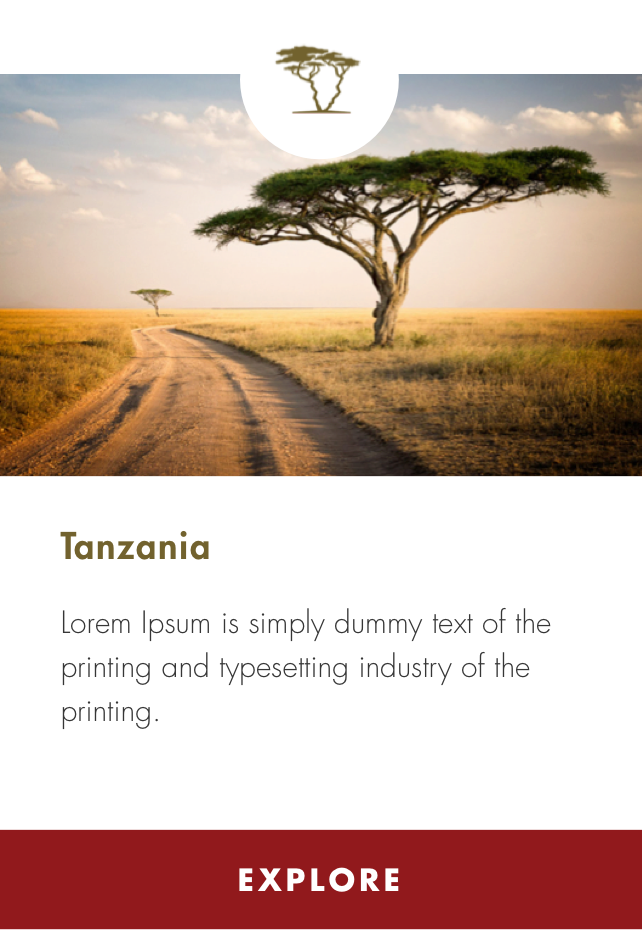 Tanzania
Lorem Ipsum is simply dummy text of the
printing and typesetting industry of the
printing.
EXPLORE